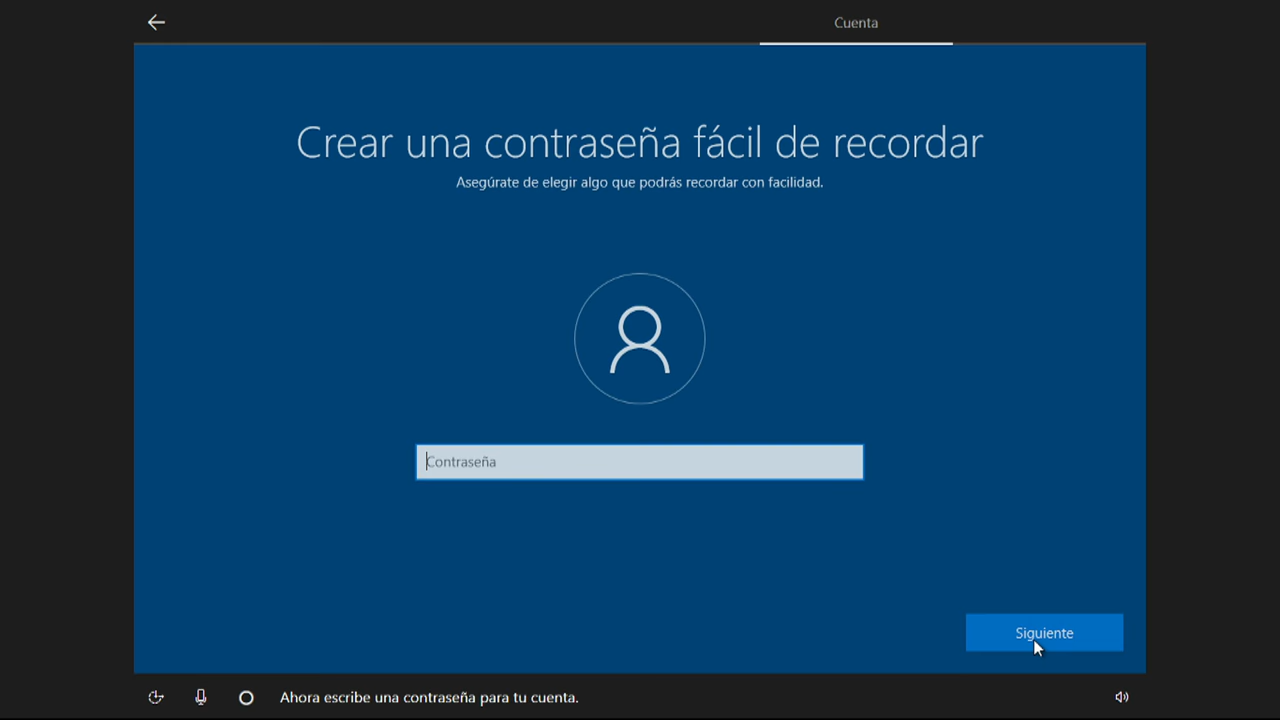 Cuenta
Crear una contraseña fácil de recordar
Asegúrate de elegir algo que podrás recordar con facilidad.
Contraseña
Siguiente
Ahora escribe una contraseña para tu cuenta.